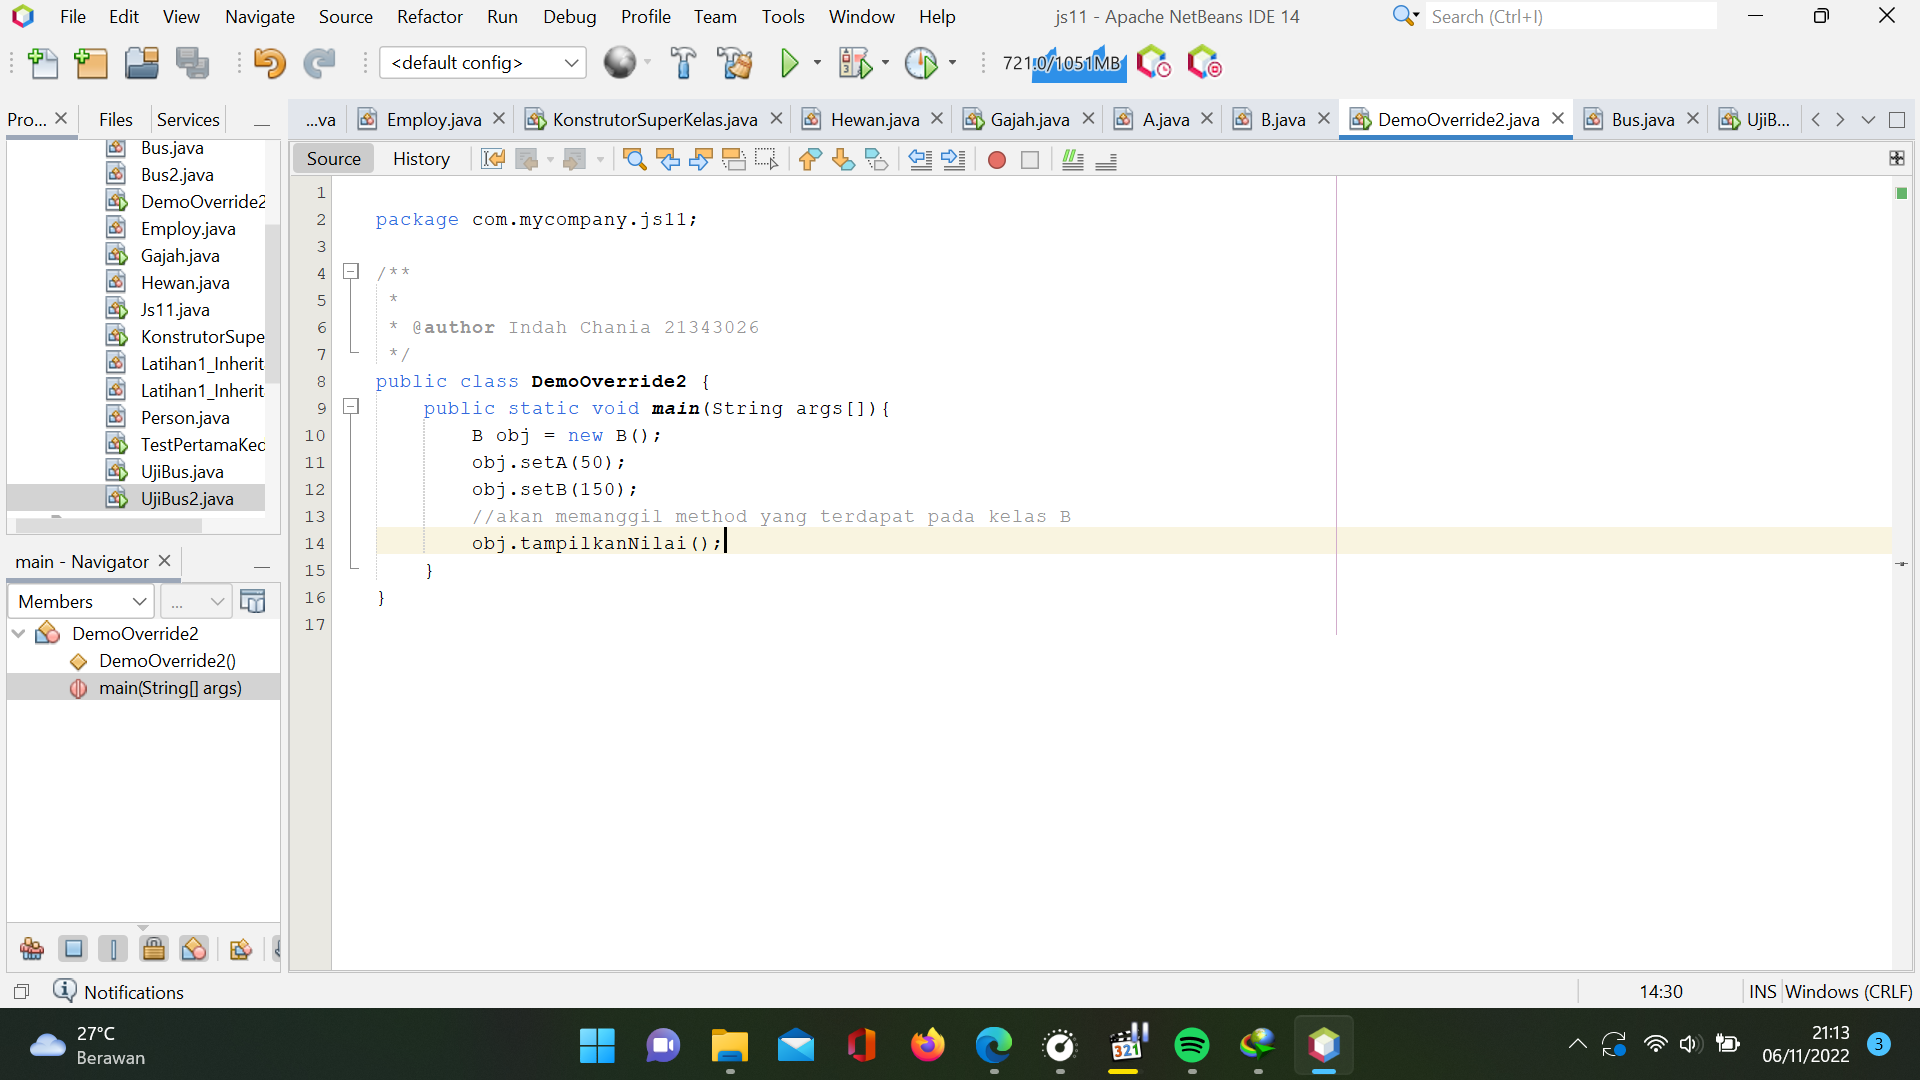 File Edit View Navigate Source Refactor Run Debug Profile Team Tools Window Help
js11 - Apache NetBeans IDE 14
Search (Ctrl+I)
<default config>
721.0/1051MB
Pro... Files Services
...va Employ.java KonstrutorSuperKelas.java Hewan.java Gajah.java A.java B.java DemoOverride2.java Bus.java UjiB...
Source History
Bus.java
Bus2.java
DemoOverride2
Employ.java
Gajah.java
Hewan.java
Js11.java
KonstrutorSupe
Latihan1_Inherit
Latihan1_Inherit
Person.java
TestPertamaKed
UjiBus.java
UjiBus2.java
1
2 package com.mycompany.js11;
3
4 /**
5 *
6 * @author Indah Chania 21343026
7 */
8 public class DemoOverride2 {
9 public static void main(String args[]){
10 B obj = new B();
11 obj.setA(50);
12 obj.setB(150);
13 //akan memanggil method yang terdapat pada kelas B
14 obj.tampilkanNilai();
15 }
16 }
17
main - Navigator
Members ...
DemoOverride2
DemoOverride2()
main(String[] args)
Notifications
14:30 INS Windows (CRLF)
27°C
Berawan
321
21:13
06/11/2022
3